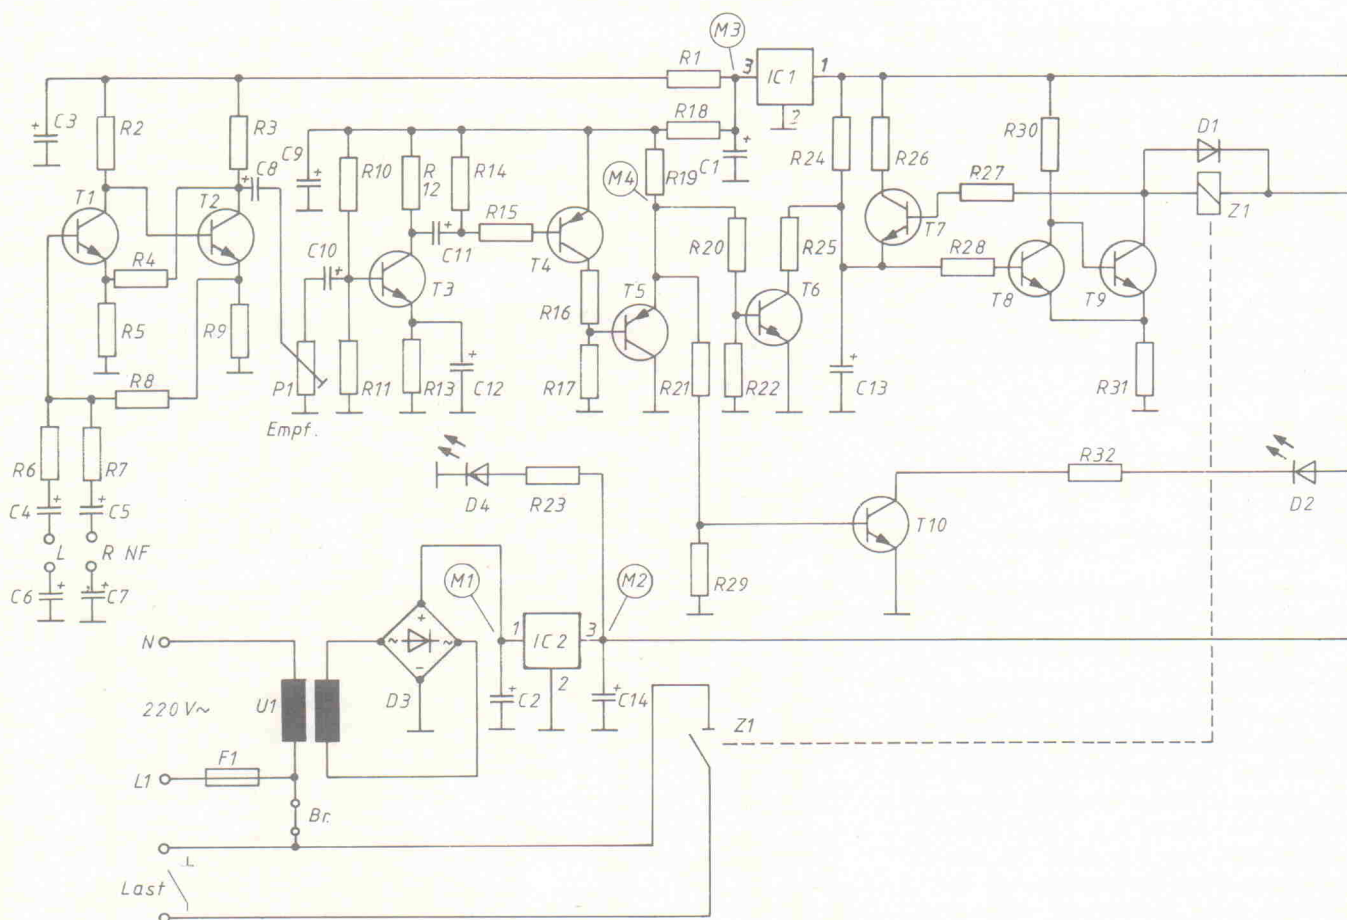 M3
R1
3 IC1 1
2
C3
+
R2
R3
R18
C8
+
C9
+
R10
R12
R14
R19
+
C1
R24
R26
R30
D1
M4
R27
Z1
T1
T2
R15
C10
+
+
C11
R20
R25
T7
R4
T4
R28
T3
T6
T8
T9
R5
R9
R16
T5
+
+
R8
P1
R11
R13
C12
R17
R21
R22
C13
R31
Empf.
R6
R7
R32
D4
R23
D2
C4
+
C5
+
L
R NF
T10
C6
+
C7
+
M1
M2
R29
N
~ + ~
-
1 IC2 3
2
220V~
U1
D3
+
C2
+
C14
Z1
F1
L1
Br.
Last